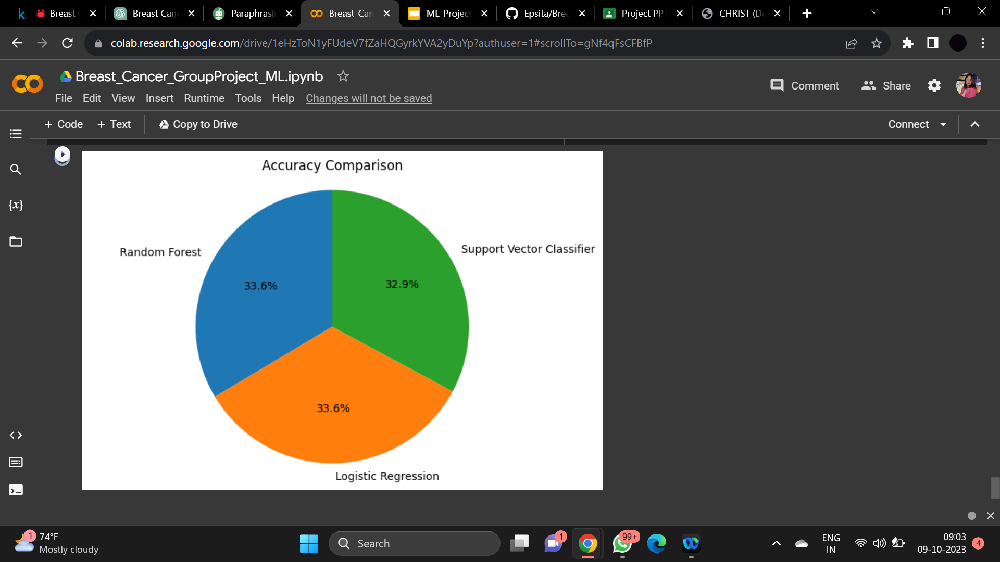 Breast
Breast Can
Paraphrasi
Breast_Can
ML_Project
Epsita/Brea
Project PPT
CHRIST (De
colab.research.google.com/drive/1eHzToN1yFUdeV7fZaHQGyrkYVA2yDuYp?authuser=1#scrollTo=gNf4qFsCFBfP
Breast_Cancer_GroupProject_ML.ipynb
Comment
Share
File Edit View Insert Runtime Tools Help Changes will not be saved
+ Code + Text Copy to Drive
Connect
{x}
Accuracy Comparison
Random Forest
Support Vector Classifier
33.6%
32.9%
33.6%
Logistic Regression
1
74°F
Mostly cloudy
Search
1
99+
ENG
IN
09:03
09-10-2023
4